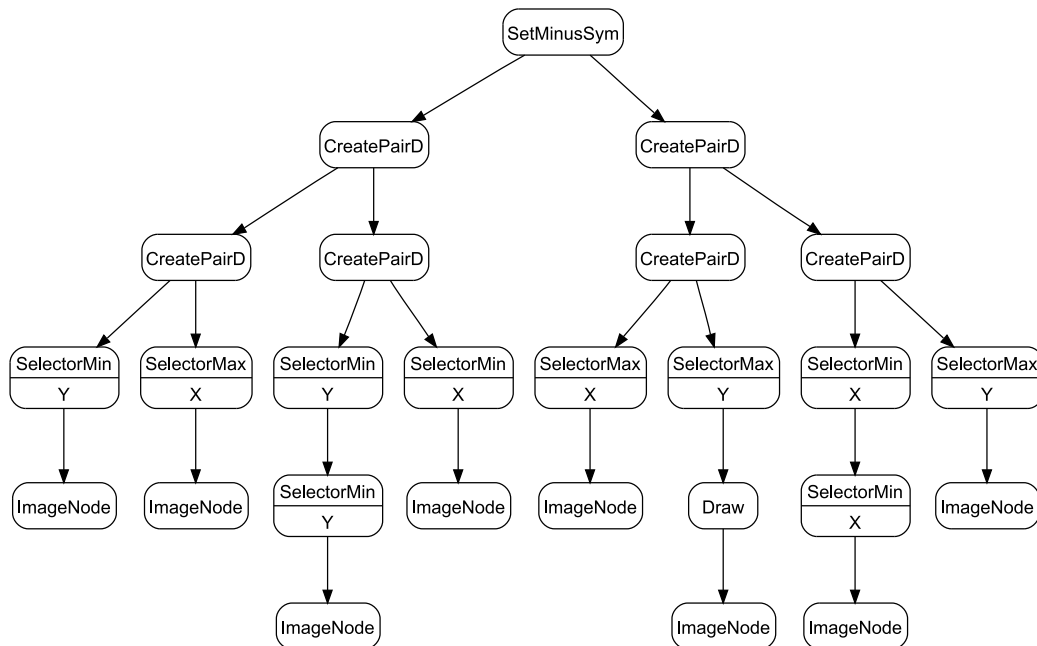 SetMinusSym
CreatePairD
CreatePairD
CreatePairD
CreatePairD
CreatePairD
CreatePairD
SelectorMin
Y
SelectorMax
X
SelectorMin
Y
SelectorMin
X
SelectorMax
X
SelectorMax
Y
SelectorMin
X
SelectorMax
Y
ImageNode
ImageNode
SelectorMin
Y
ImageNode
ImageNode
Draw
SelectorMin
X
ImageNode
ImageNode
ImageNode
ImageNode